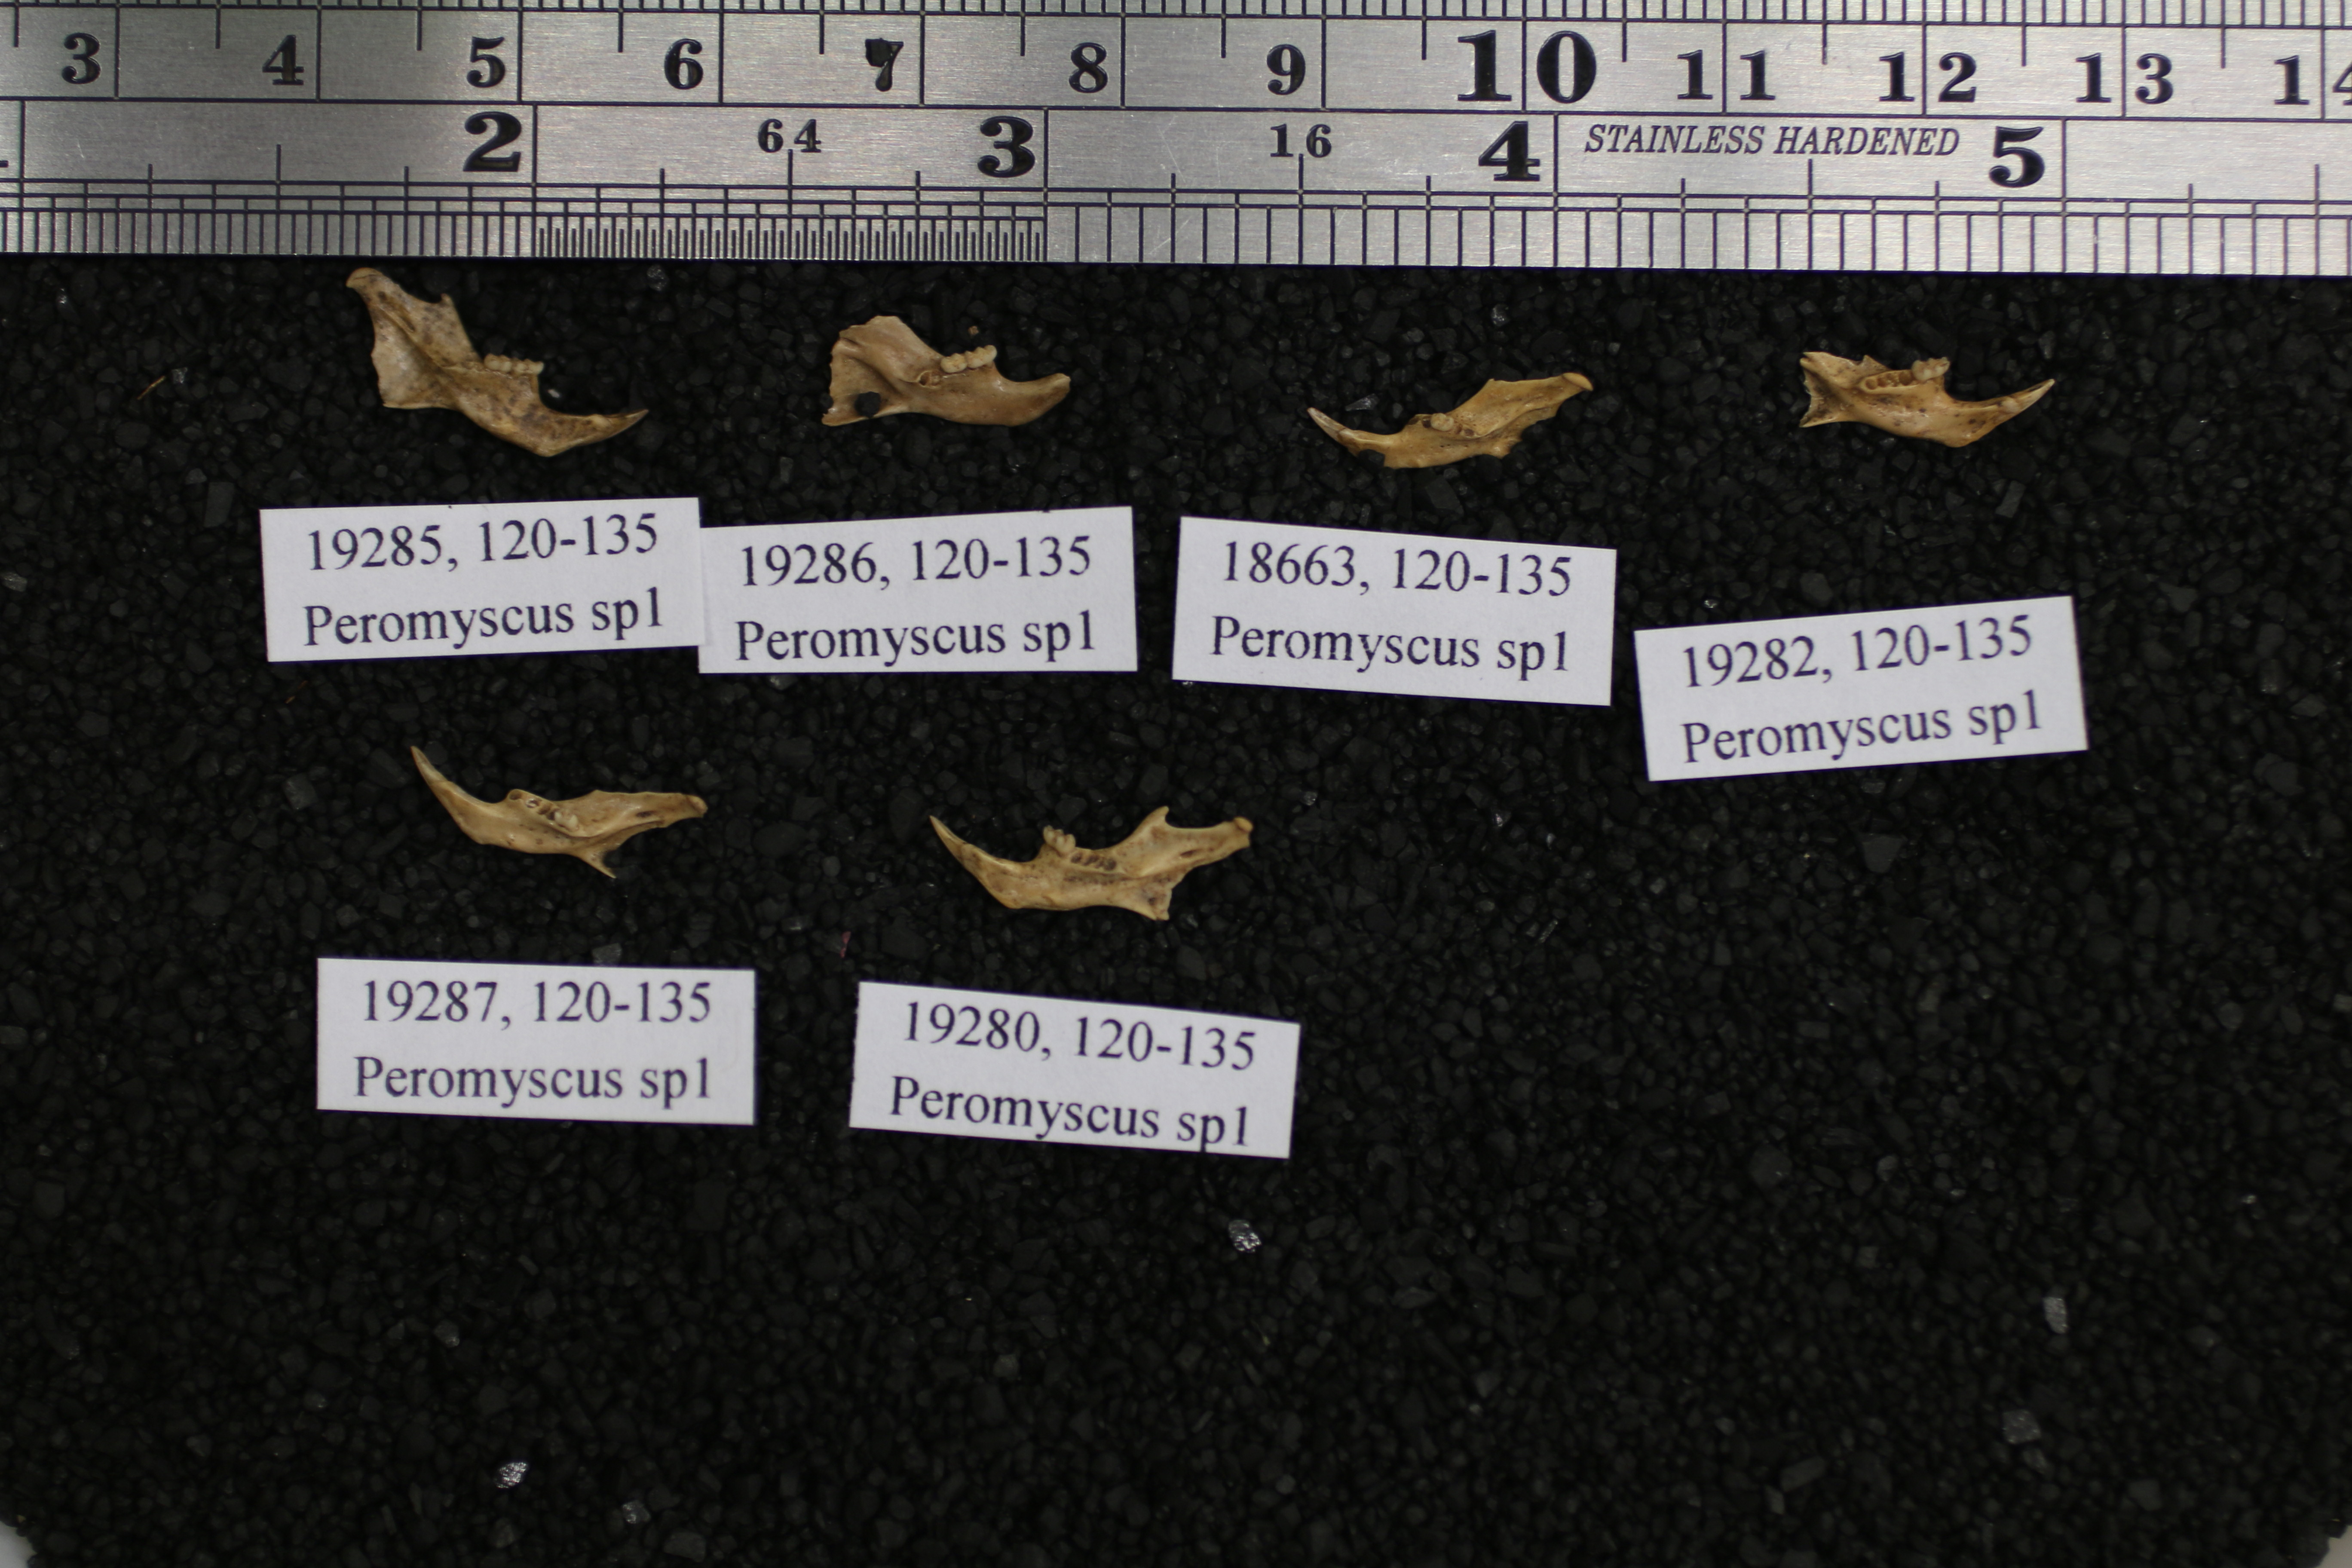 3 4 5 6 7 8 9 10 11 12 13 14
2 64 3 16 4 STAINLESS HARDENED 5
19285, 120-135
Peromyscus sp1
19286, 120-135
Peromyscus sp1
18663, 120-135
Peromyscus sp1
19282, 120-135
Peromyscus sp1
19287, 120-135
Peromyscus sp1
19280, 120-135
Peromyscus sp1